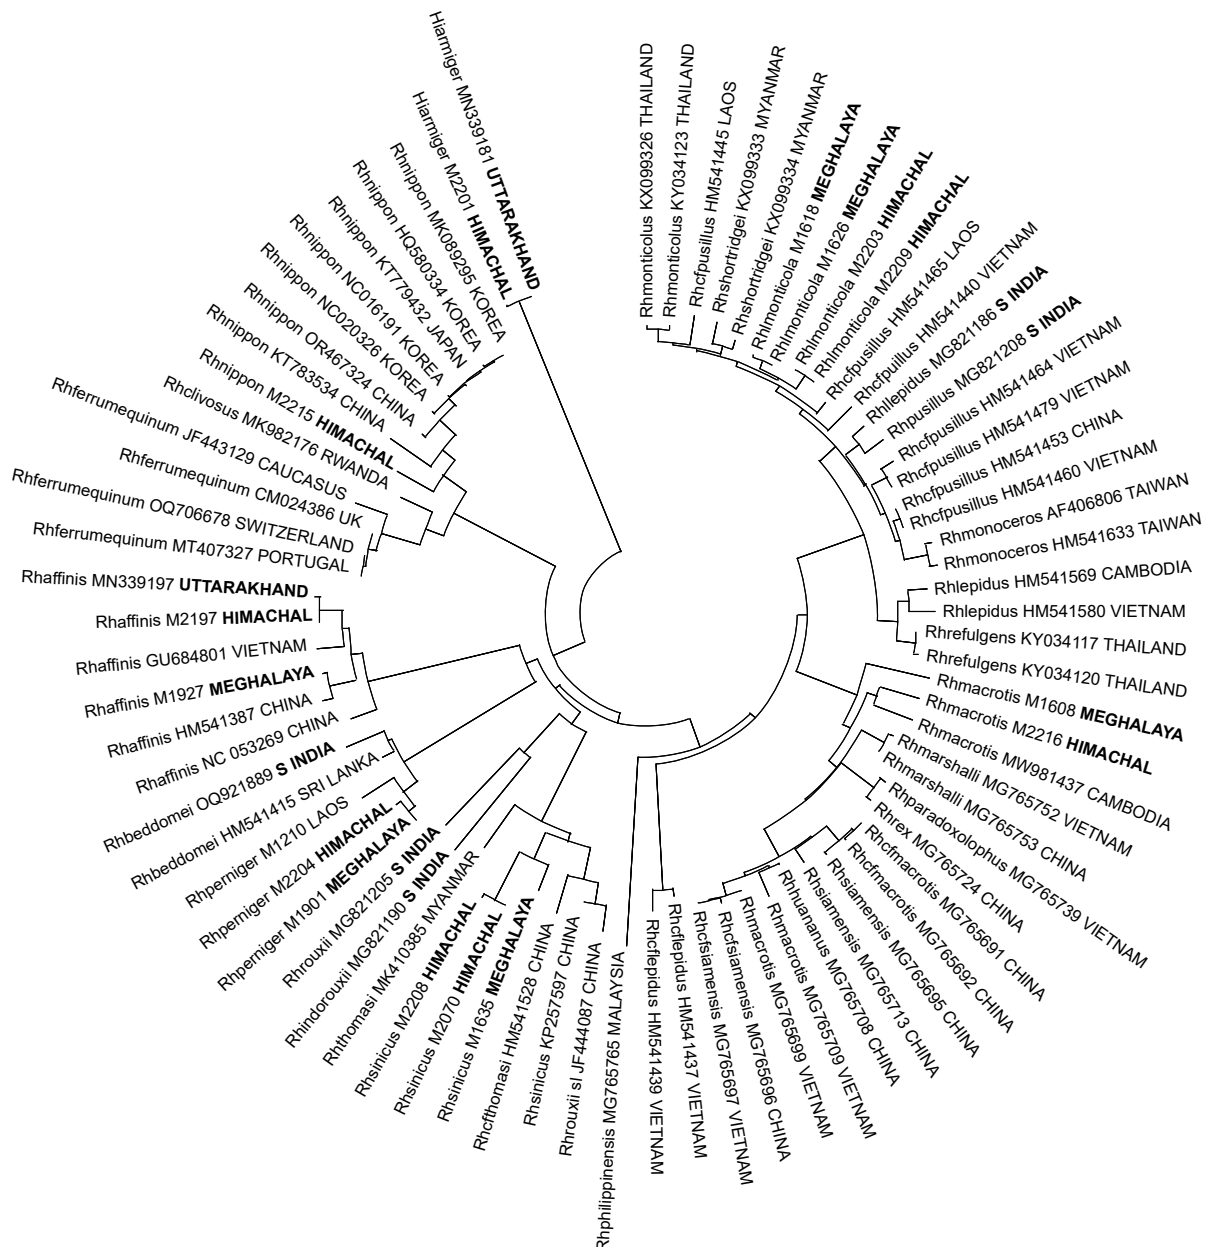 Rhmonticolus KX099326 THAILAND
Rhmonticolus KY034123 THAILAND
Rhcfpusillus HM541445 LAOS
Rhshortridgei KX099333 MYANMAR
Rhshortridgei KX099334 MYANMAR
Rhlmonticola M1618 MEGHALAYA
Rhlmonticola M1626 MEGHALAYA
Rhlmonticola M2203 HIMACHAL
Rhlmonticola M2209 HIMACHAL
Rhcfpusillus HM541465 LAOS
Rhcfpusillus HM541440 VIETNAM
Rhllepidus MG821186 S INDIA
Rhpusillus MG821208 S INDIA
Rhcfpusillus HM541464 VIETNAM
Rhcfpusillus HM541479 VIETNAM
Rhcfpusillus HM541453 CHINA
Rhcfpusillus HM541460 VIETNAM
Rhmonoceros AF406806 TAIWAN
Rhmonoceros HM541633 TAIWAN
Rhlepidus HM541569 CAMBODIA
Rhlepidus HM541580 VIETNAM
Rhrefulgens KY034117 THAILAND
Rhrefulgens KY034120 THAILAND
Rhmacrotis M1608 MEGHALAYA
Rhmacrotis M2216 HIMACHAL
Rhmacrotis MW981437 CAMBODIA
Rhmarshalli MG765752 VIETNAM
Rhmarshalli MG765753 CHINA
Rhparadoxolophus MG765739 VIETNAM
Rhrex MG765724 CHINA
Rhcfmacrotis MG765691 CHINA
Rhcfmacrotis MG765692 CHINA
Rhsiamensis MG765695 CHINA
Rhsiamensis MG765713 CHINA
Rhhuananus MG765708 CHINA
Rhmacrotis MG765709 VIETNAM
Rhmacrotis MG765699 VIETNAM
Rhcfsiamensis MG765696 CHINA
Rhcfsiamensis MG765697 VIETNAM
Rhcflepidus HM541437 VIETNAM
Rhcflepidus HM541439 VIETNAM
Rhphilippinensis MG765765 MALAYSIA
Rhrouxii sl JF444087 CHINA
Rhsinicus KP257597 CHINA
Rhcfthomasi HM541528 CHINA
Rhsinicus M1635 MEGHALAYA
Rhsinicus M2070 HIMACHAL
Rhsinicus M2208 HIMACHAL
Rhthomasi MK410385 MYANMAR
Rhindorouxii MG821190 S INDIA
Rhrouxii MG821205 S INDIA
Rhperniger M1901 MEGHALAYA
Rhperniger M2204 HIMACHAL
Rhperniger M1210 LAOS
Rhbeddomei HM541415 SRI LANKA
Rhbeddomei OQ921889 S INDIA
Rhaffinis NC 053269 CHINA
Rhaffinis HM541387 CHINA
Rhaffinis M1927 MEGHALAYA
Rhaffinis GU684801 VIETNAM
Rhaffinis M2197 HIMACHAL
Rhaffinis MN339197 UTTARAKHAND
Rhferrumequinum MT407327 PORTUGAL
Rhferrumequinum OQ706678 SWITZERLAND
Rhferrumequinum CM024386 UK
Rhferrumequinum JF443129 CAUCASUS
Rhclivosus MK982176 RWANDA
Rhnippon M2215 HIMACHAL
Rhnippon KT783534 CHINA
Rhnippon OR467324 CHINA
Rhnippon NC020326 KOREA
Rhnippon NC016191 KOREA
Rhnippon KT779432 JAPAN
Rhnippon HQ580334 KOREA
Rhnippon MK089295 KOREA
Hiarmiger M2201 HIMACHAL
Hiarmiger MN339181 UTTARAKHAND